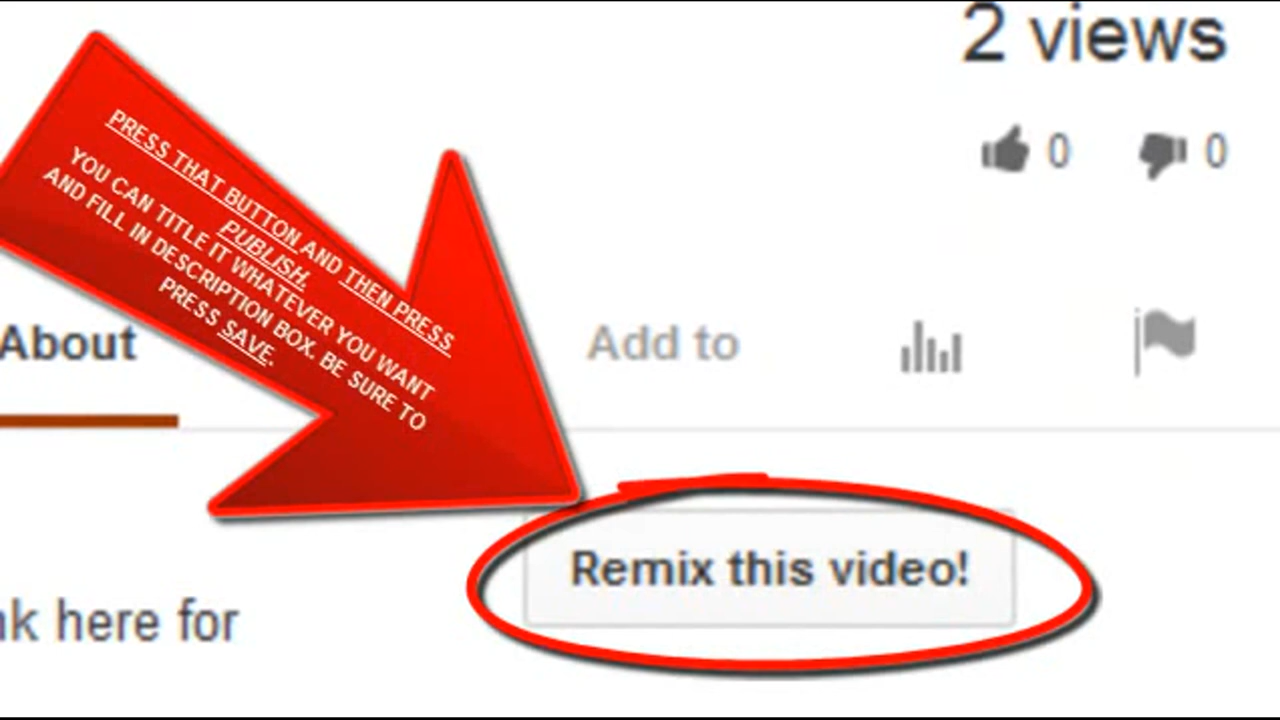 2 views
0 0
PRESS THAT BUTTON AND THEN PRESS
PUBLISH.
YOU CAN TITLE IT WHATEVER YOU WANT
AND FILL IN DESCRIPTION BOX. BE SURE TO
PRESS SAVE.
About Add to
Remix this video!
nk here for